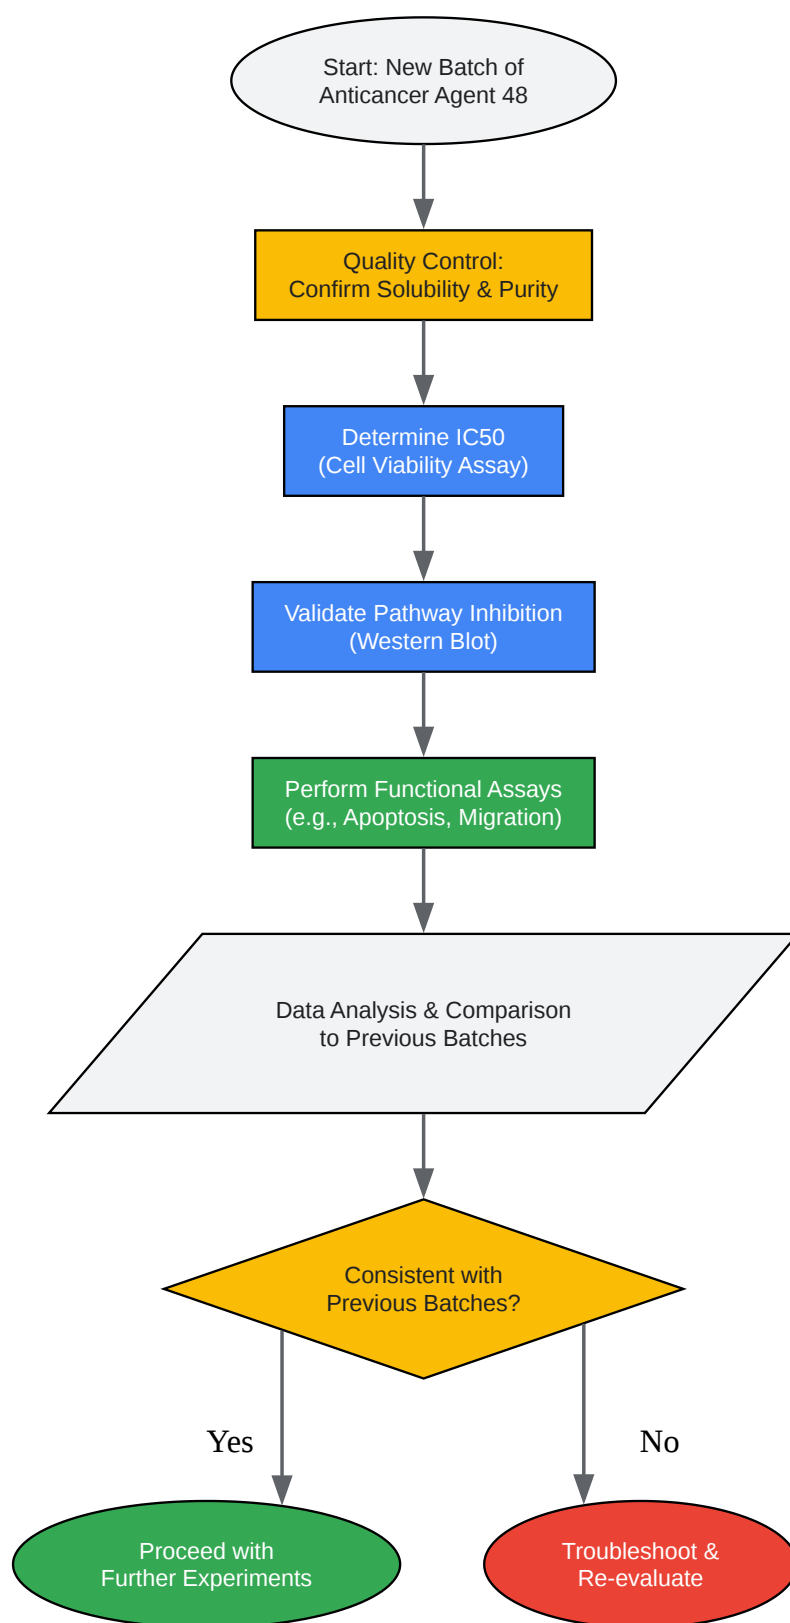 Start: New Batch of
Anticancer Agent 48
Quality Control:
Confirm Solubility & Purity
Determine IC50
(Cell Viability Assay)
Validate Pathway Inhibition
(Western Blot)
Perform Functional Assays
(e.g., Apoptosis, Migration)
Data Analysis & Comparison
to Previous Batches
Consistent with
Previous Batches?
Yes
No
Proceed with
Further Experiments
Troubleshoot &
Re-evaluate